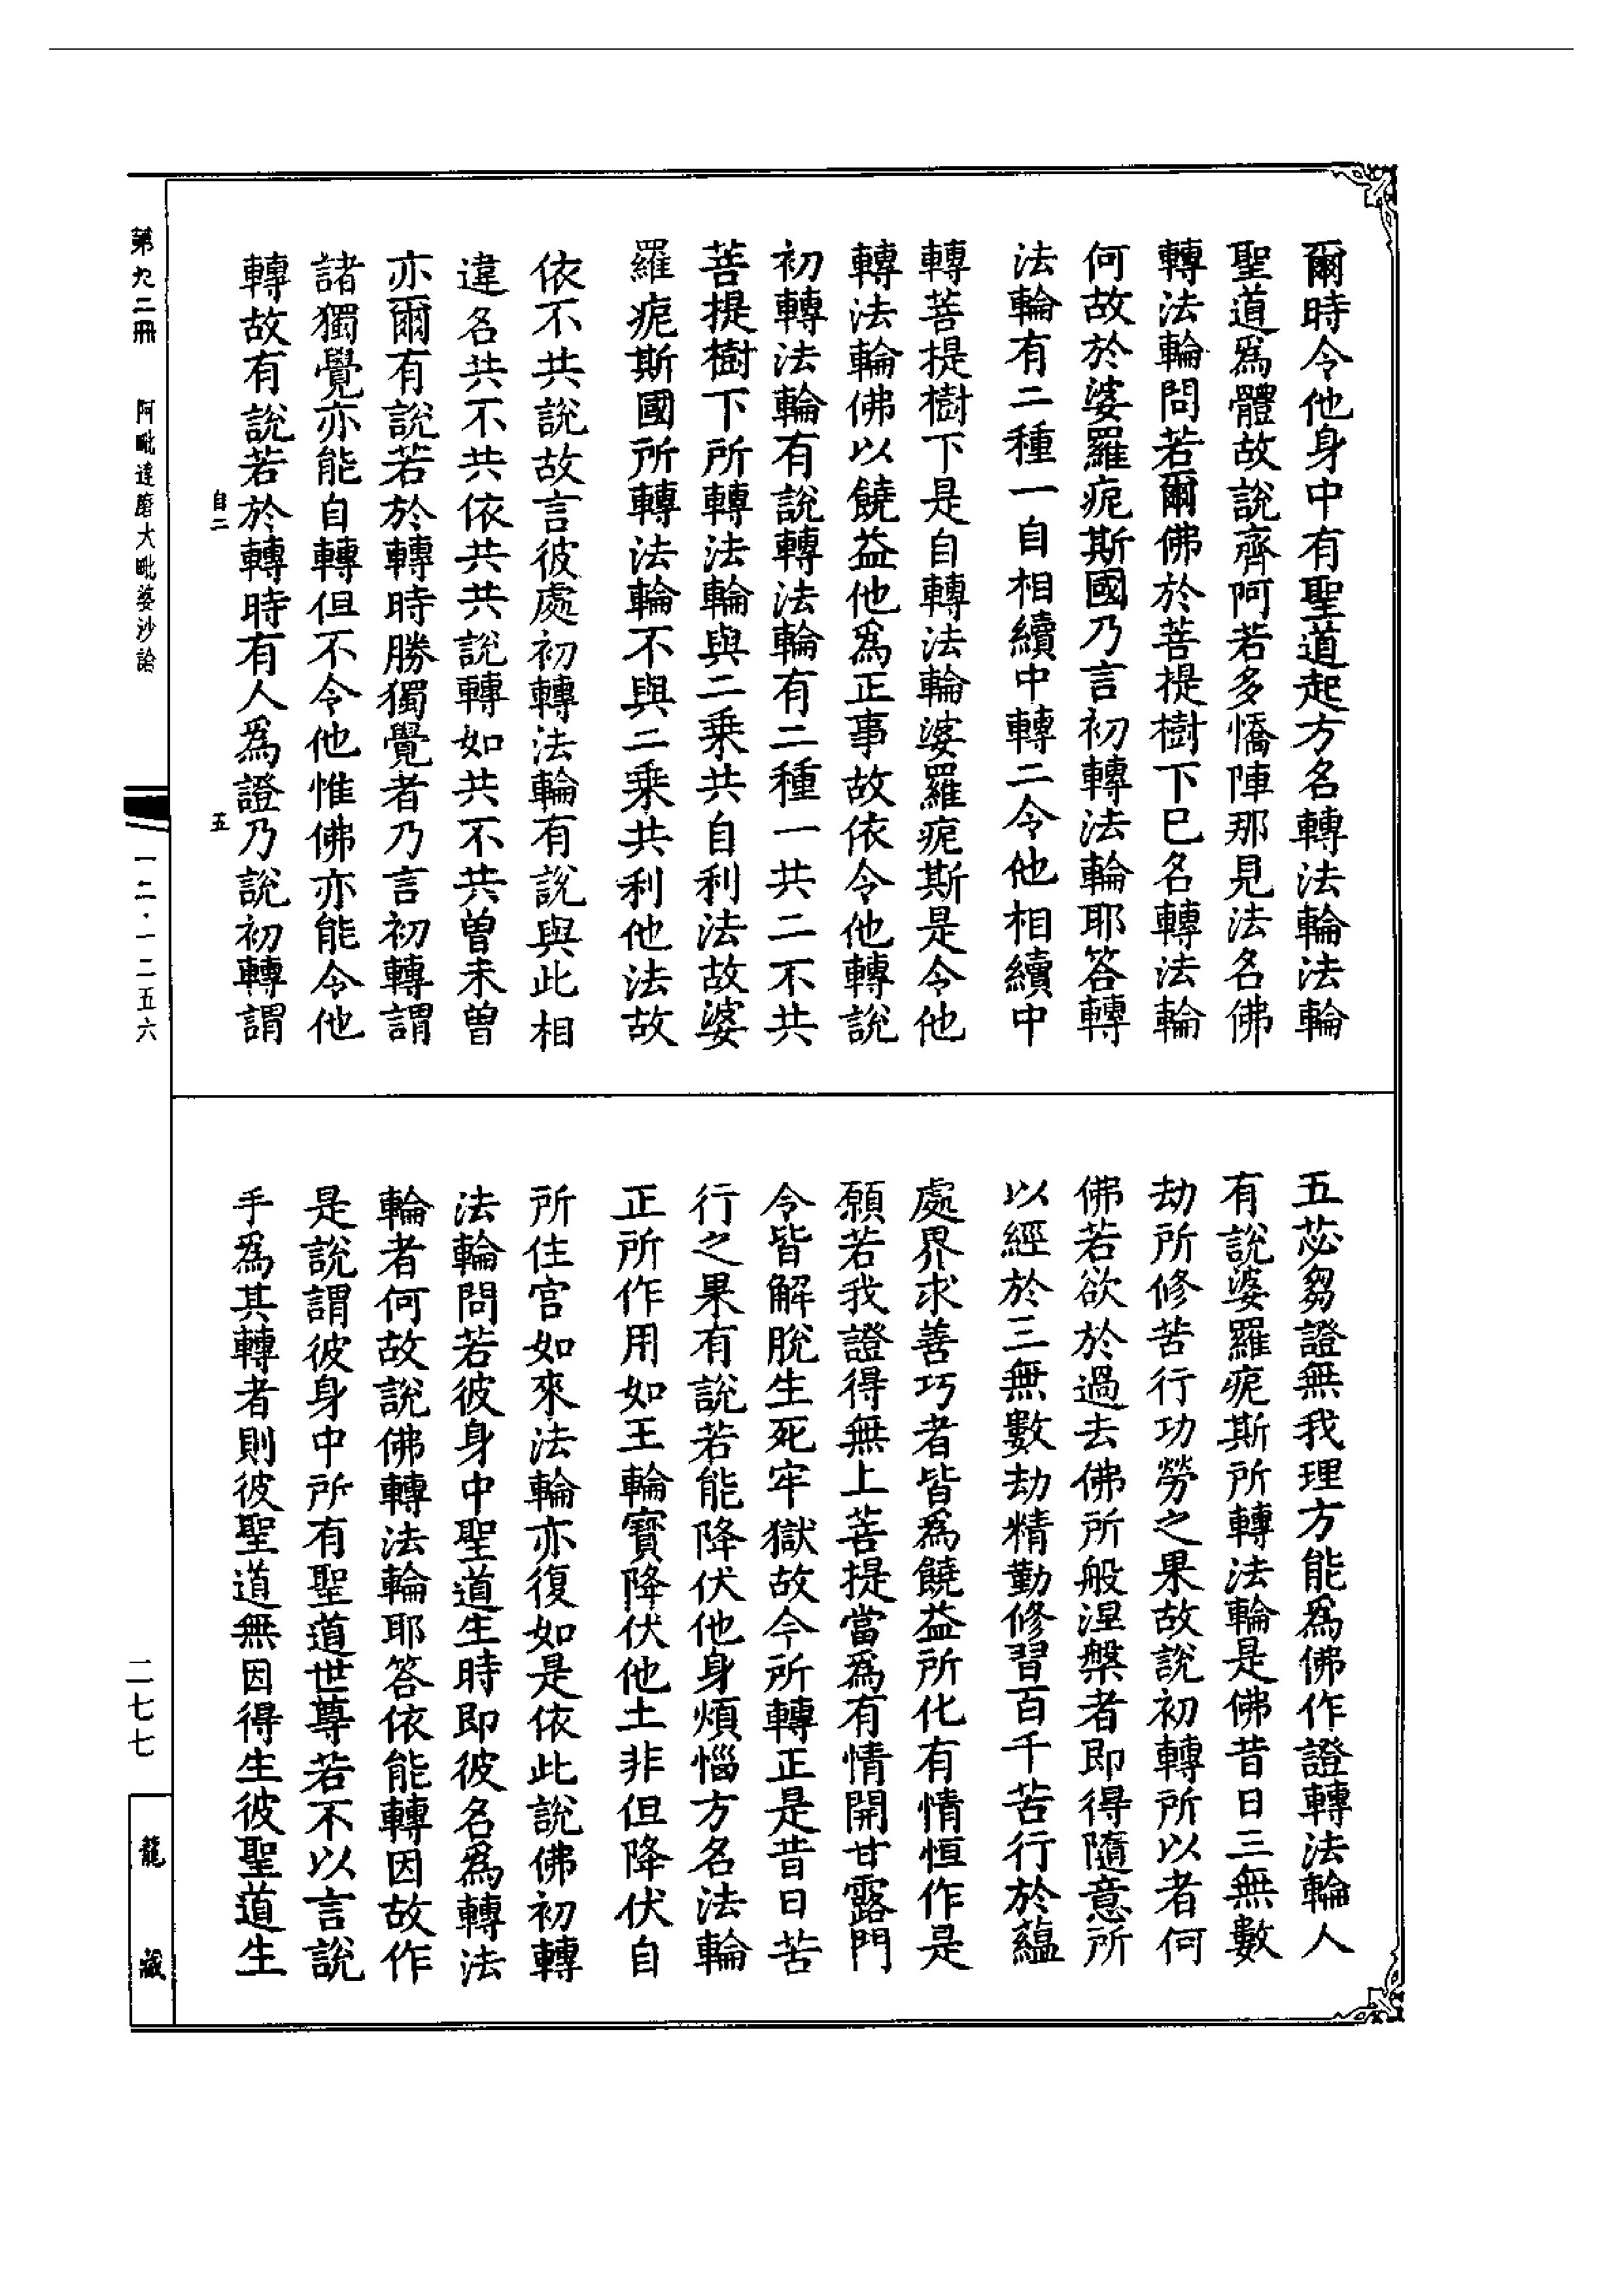 爾時令他身中有聖道起方名轉法輪法輪
聖道爲體故說齊阿若多憍陣那見法名佛
轉法輪問若爾佛於菩提樹下已名轉法輪
何故於婆羅痆斯國乃言初轉法輪耶答轉
法輪有二種一自相續中轉二令他相續中
轉菩提樹下是自轉法輪婆羅痆斯是令他
轉法輪佛以饒益他爲正事故依令他轉說
初轉法輪有說轉法輪有二種一共二不共
菩提樹下所轉法輪與二乘共自利法故婆
羅痆斯國所轉法輪不與二乘共利他法故
依不共說故言彼處初轉法輪有說與此相
違名共不共依共共說轉如共不共曾未曾
亦爾有說若於轉時勝獨覺者乃言初轉謂
諸獨覺亦能自轉但不令他惟佛亦能令他
轉故有說若於轉時有人爲證乃說初轉謂
自二
五
五苾芻證無我理方能爲佛作證轉法輪人
有說婆羅痆斯所轉法輪是佛昔日三無數
劫所修苦行功勞之果故說初轉所以者何
佛若欲於過去佛所般涅槃者即得隨意所
以經於三無數劫精勤修習百千苦行於蘊
處界求善巧者皆爲饒益所化有情恒作是
願若我證得無上菩提當爲有情開甘露門
令皆解脫生死牢獄故今所轉正是昔日苦
行之果有說若能降伏他身煩惱方名法輪
正所作用如王輪寶降伏他土非但降伏自
所住宮如來法輪亦復如是依此說佛初轉
法輪問若彼身中聖道生時即彼名爲轉法
輪者何故說佛轉法輪耶答依能轉因故作
是說謂彼身中所有聖道世尊若不以言說
手爲其轉者則彼聖道無因得生彼聖道生
第九二冊
阿毗達磨大毗婆沙論
一二·一二五六
二七七
龍藏